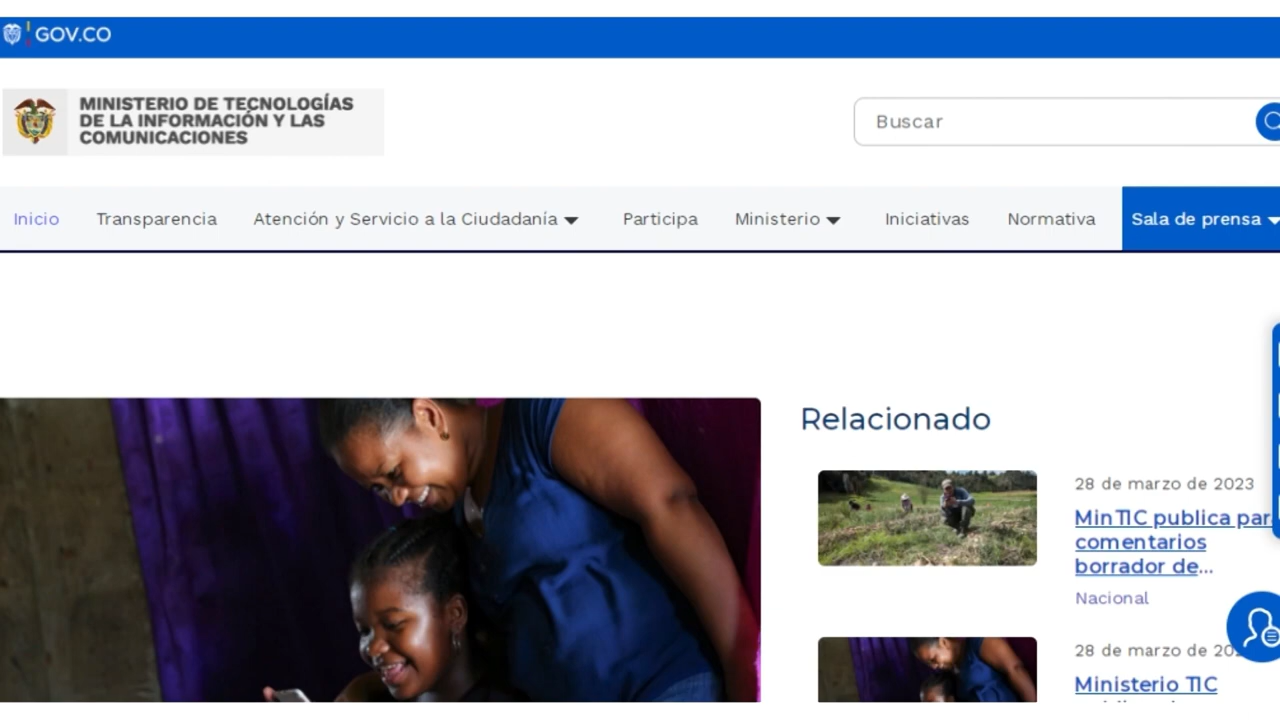 GOV.CO
MINISTERIO DE TECNOLOGÍAS
DE LA INFORMACIÓN Y LAS
COMUNICACIONES
Buscar
Inicio
Transparencia
Atención y Servicio a la Ciudadanía
Participa
Ministerio
Iniciativas
Normativa
Sala de prensa
Relacionado
28 de marzo de 2023
MinTIC publica par
comentarios
borrador de...
Nacional
28 de marzo de 20
Ministerio TIC